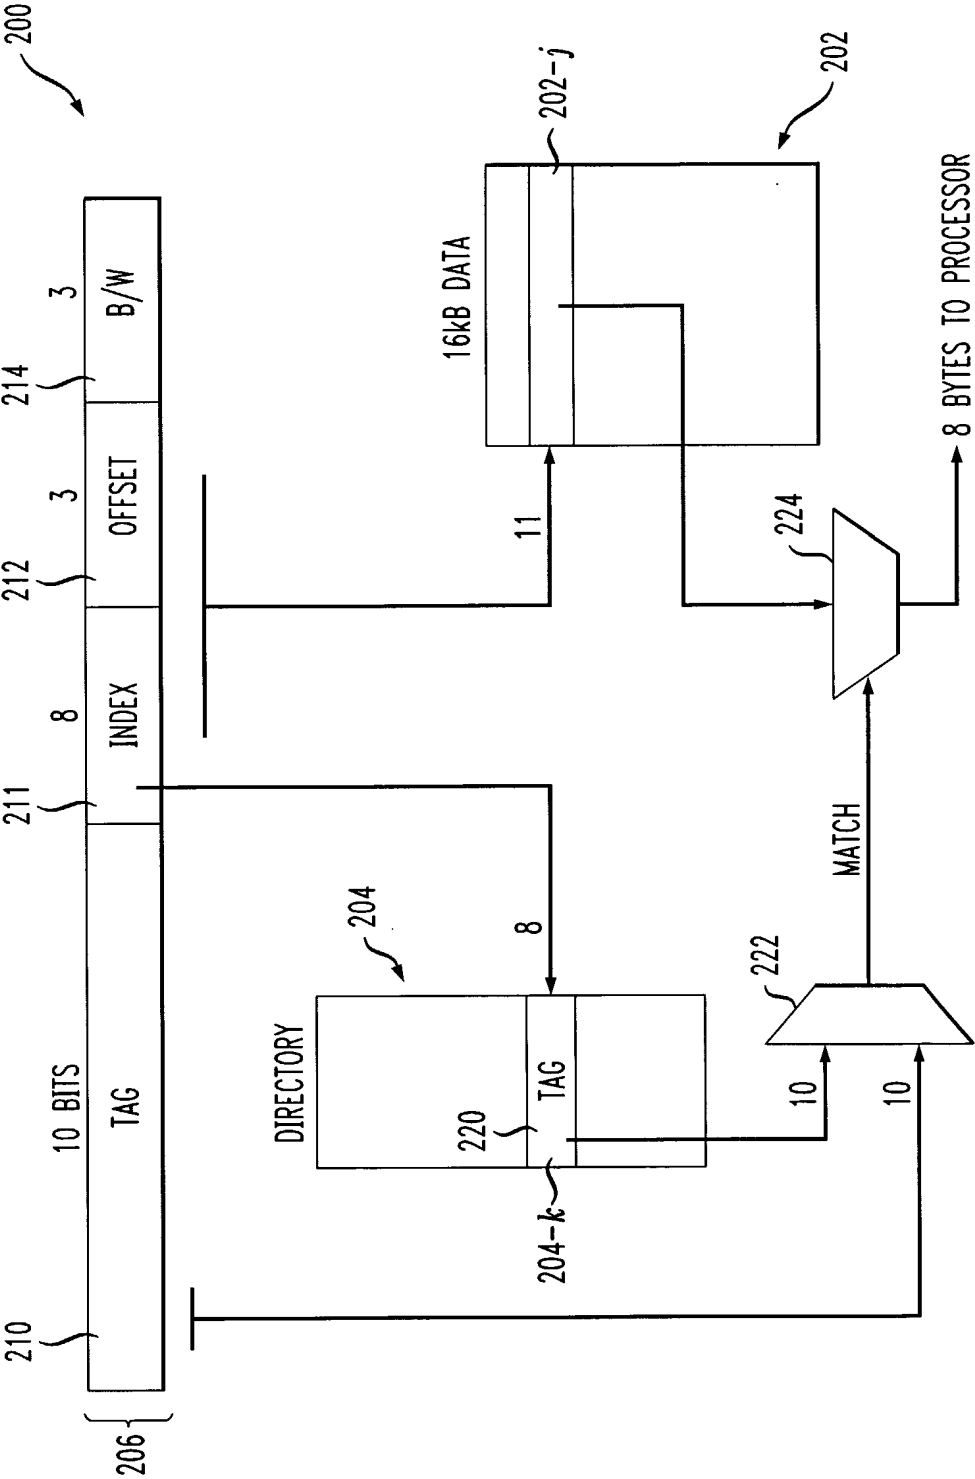 200
206
210
211
212
214
10 BITS
8
3
3
TAG
INDEX
OFFSET
B/W
DIRECTORY
204
8
11
16kB DATA
202-j
202
220
TAG
204-k
10
10
222
MATCH
224
8 BYTES TO PROCESSOR